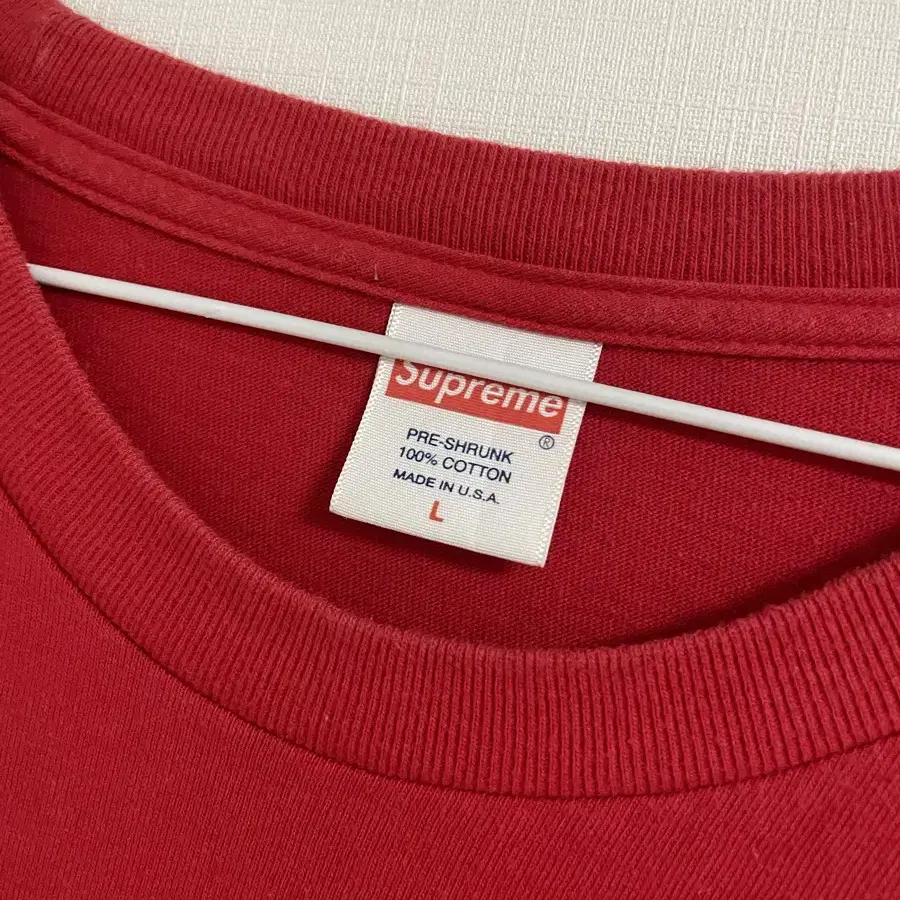 Supreme
®
PRE-SHRUNK
100% COTTON
MADE IN U.S.A.
L